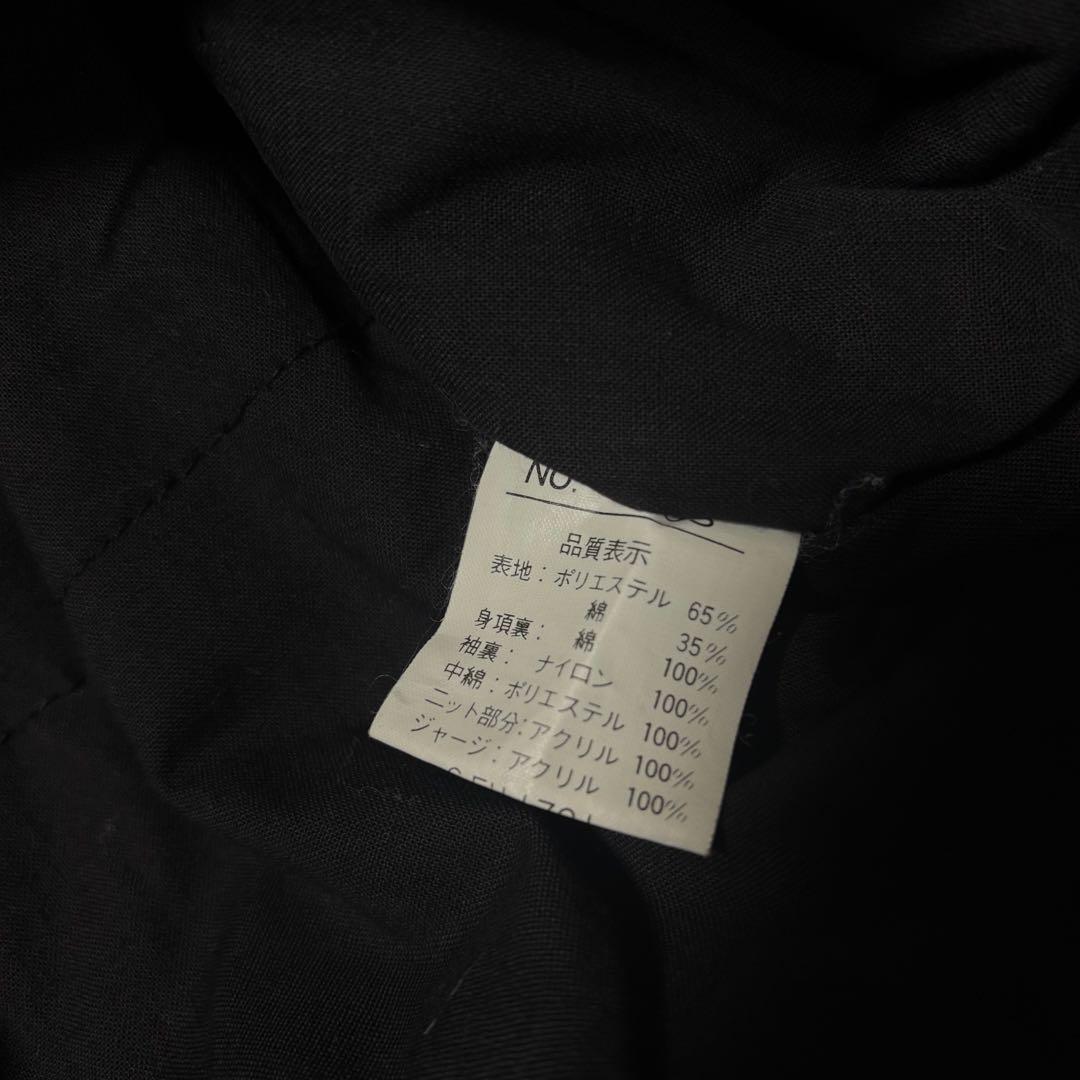 NO.
品質表示
表地：ポリエステル 65%
綿 35%
身頃裏： 綿 100%
袖裏： ナイロン 100%
中綿：ポリエステル 100%
ニット部分：アクリル 100%
ジャージ：アクリル 100%